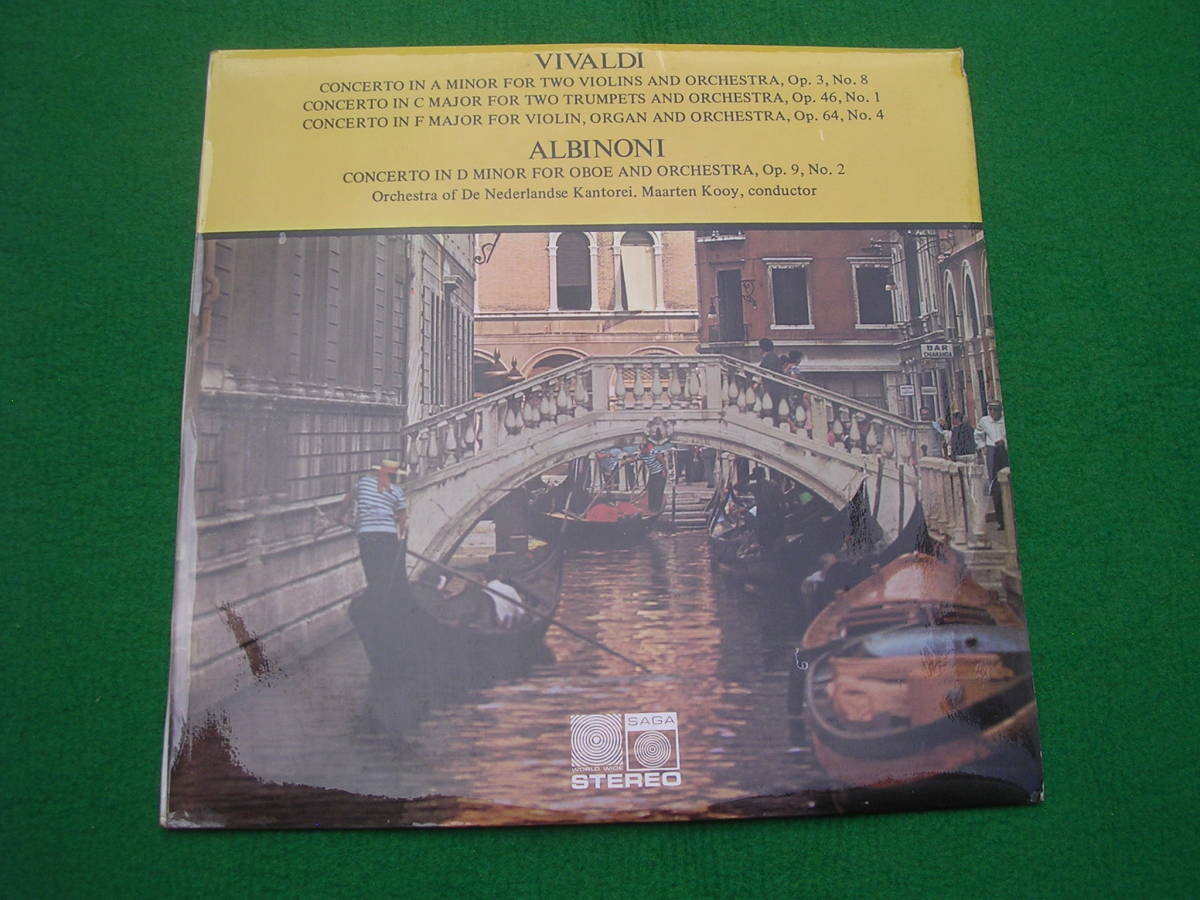 VIVALDI
CONCERTO IN A MINOR FOR TWO VIOLINS AND ORCHESTRA, Op. 3, No. 8
CONCERTO IN C MAJOR FOR TWO TRUMPETS AND ORCHESTRA, Op. 46, No. 1
CONCERTO IN F MAJOR FOR VIOLIN, ORGAN AND ORCHESTRA, Op. 64, No. 4
ALBINONI
CONCERTO IN D MINOR FOR OBOE AND ORCHESTRA, Op. 9, No. 2
Orchestra of De Nederlandse Kantorei. Maarten Kooy, conductor
BAR
SAGA
WORLD WIDE
STEREO